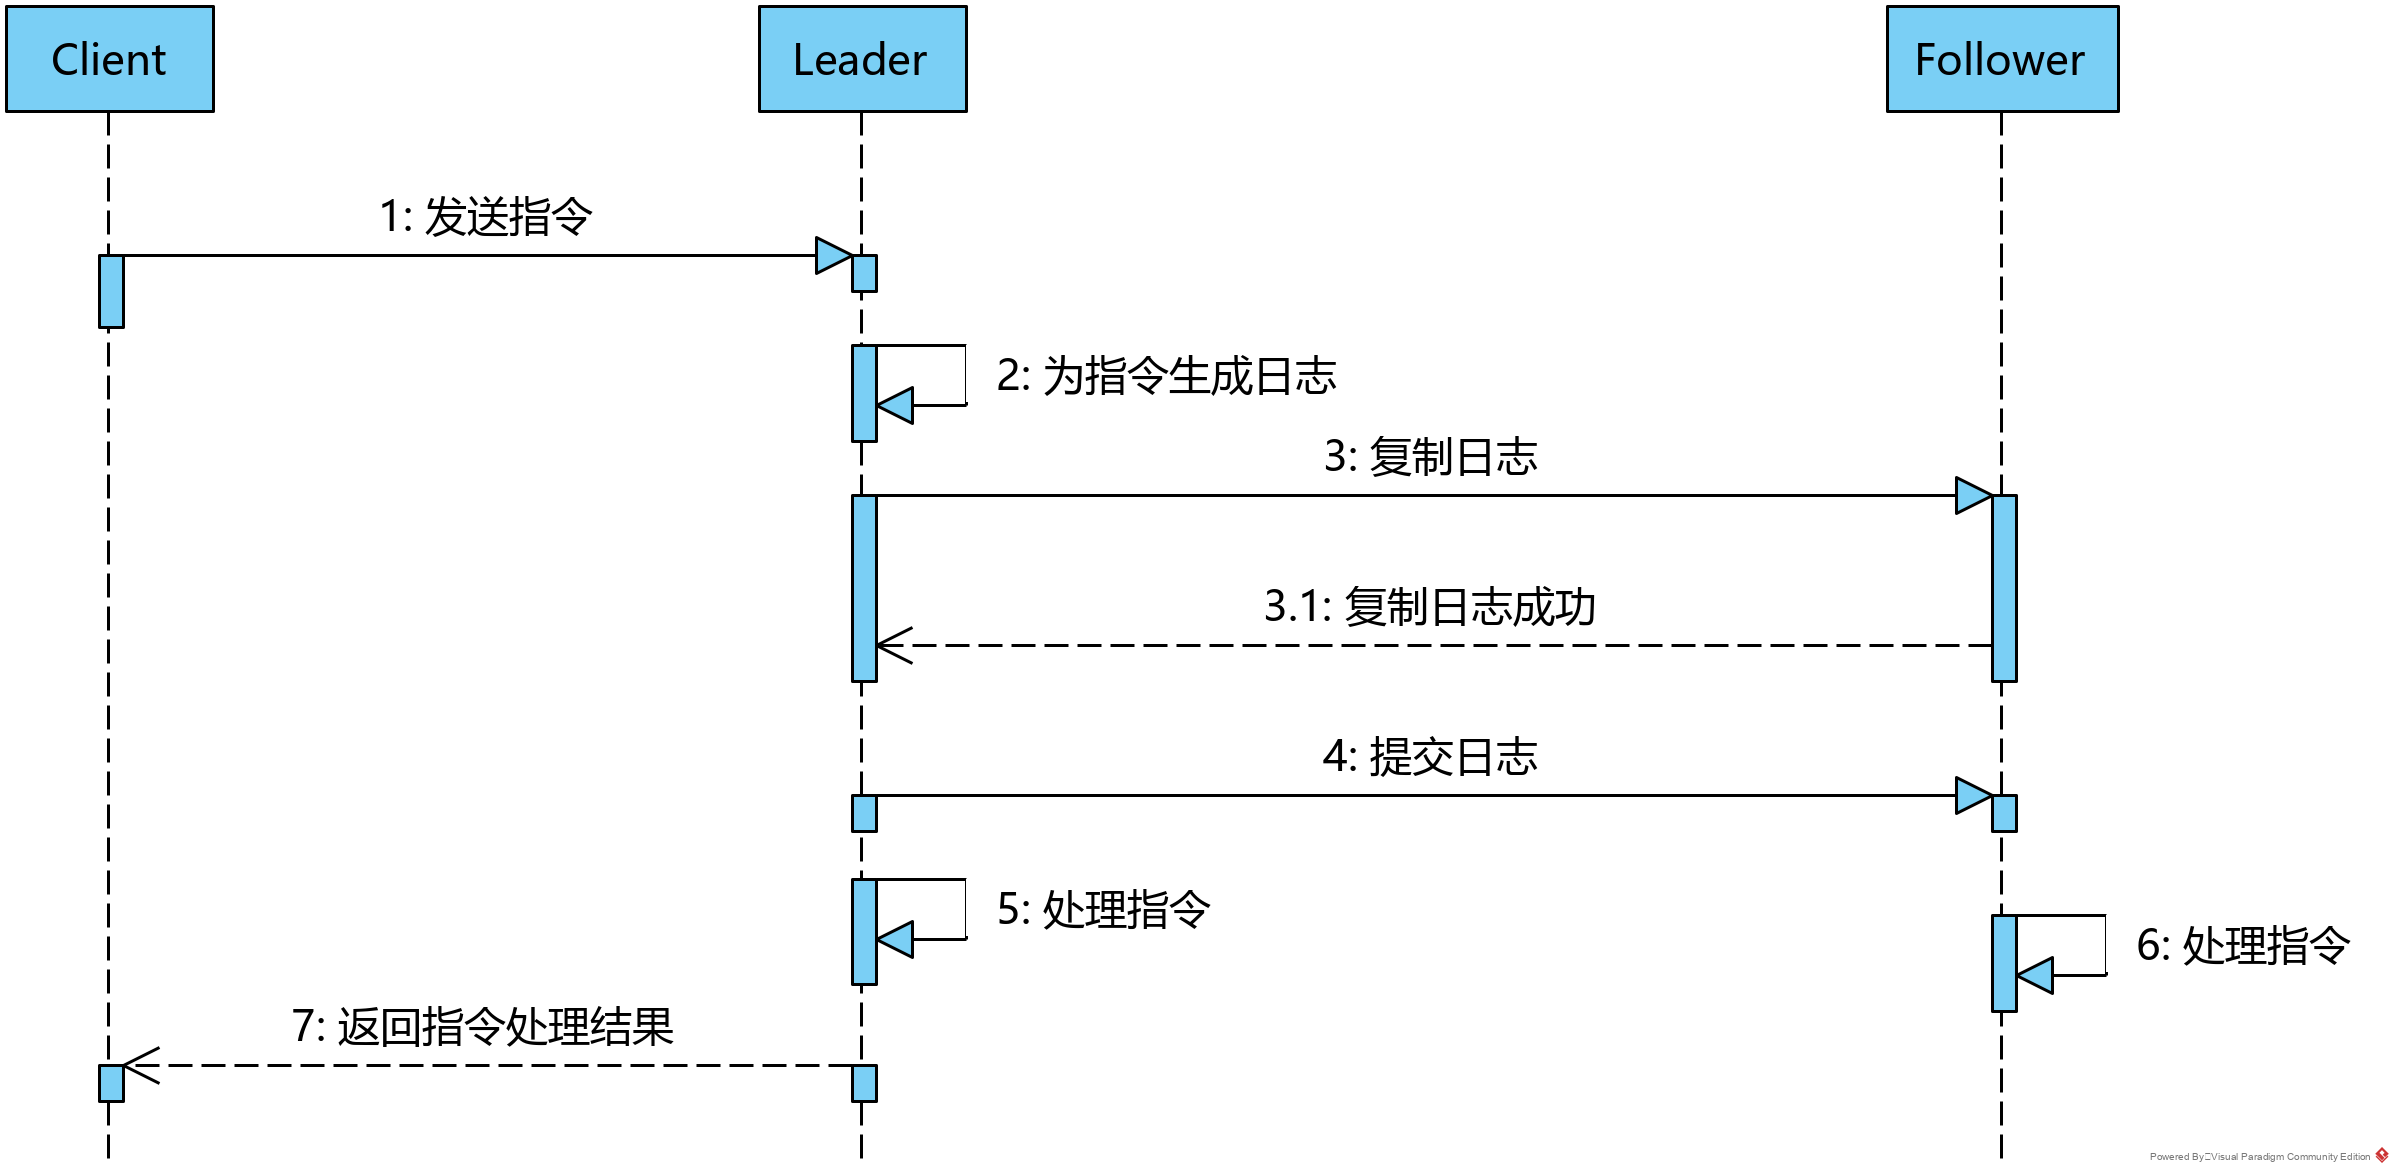 Client
Leader
Follower
1: 发送指令
2: 为指令生成日志
3: 复制日志
3.1: 复制日志成功
4: 提交日志
5: 处理指令
6: 处理指令
7: 返回指令处理结果
Powered By Visual Paradigm Community Edition